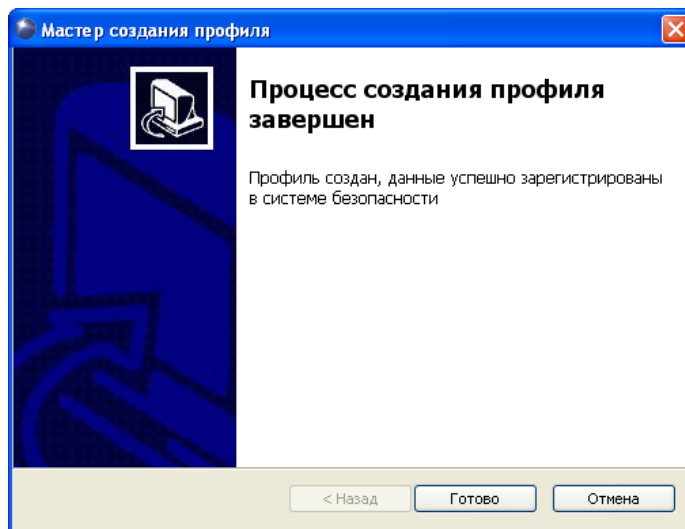 Мастер создания профиля
Процесс создания профиля
завершен
Профиль создан, данные успешно зарегистрированы
в системе безопасности
< Назад
Готово
Отмена